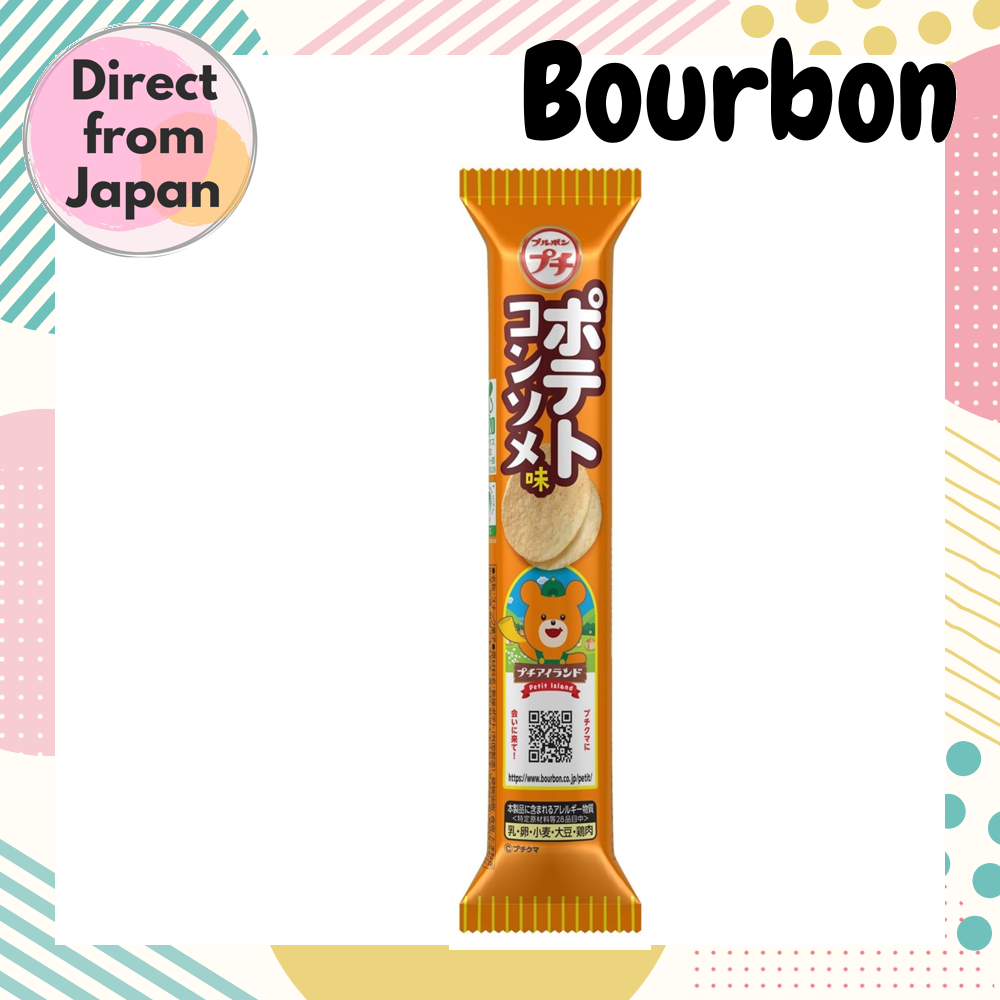 Direct
from
Japan
Bourbon
ブルボン
プチ
ポテト
コンソメ
味
プチアイランド
Petit Island
プチクマに
会いに来て!
https://www.bourbon.co.jp/petit/
本製品に含まれるアレルギー物質
<特定原材料等28品目中>
乳・卵・小麦・大豆・鶏肉
©プチクマ